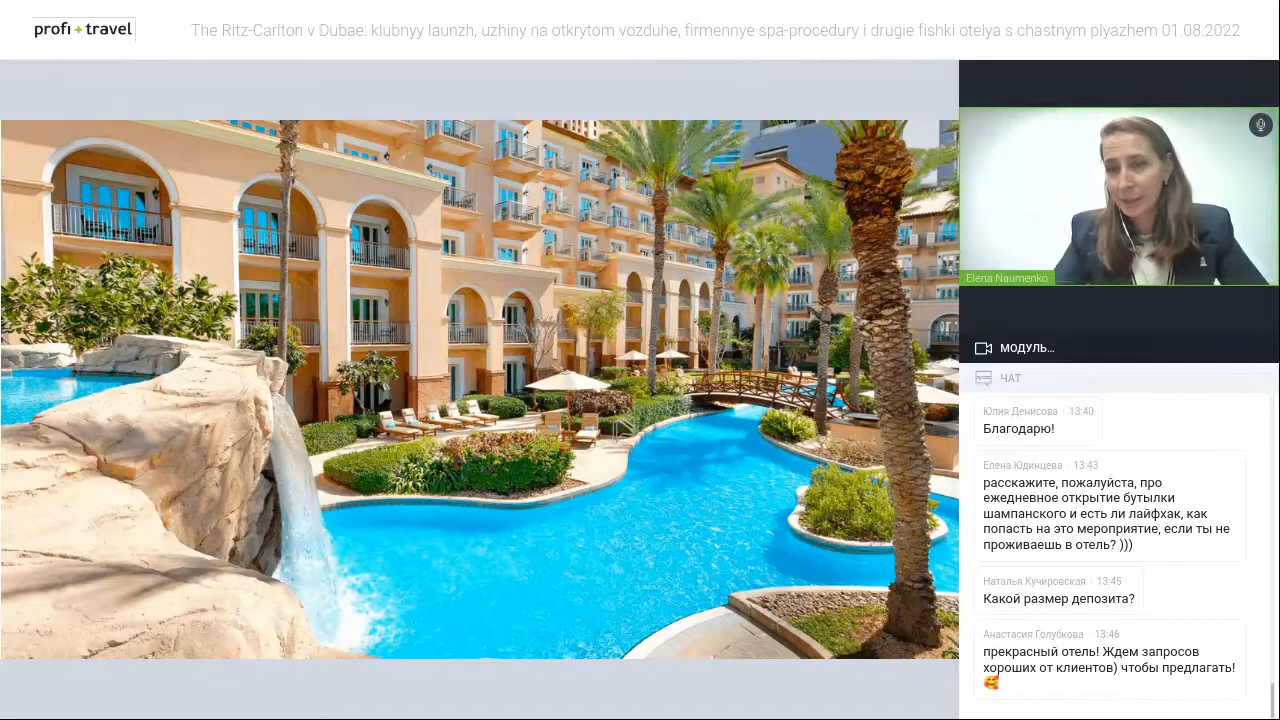 profi + travel
The Ritz-Carlton v Dubae: klubnyy launzh, uzhiny na otkrytom vozduhe, firmennye spa-procedury i drugie fishki otelya s chastnym plyazhem 01.08.2022
Elena Naumenko
МОДУЛЬ...
ЧАТ
Юлия Денисова · 13:40
Благодарю!
Елена Юдинцева · 13:43
расскажите, пожалуйста, про
ежедневное открытие бутылки
шампанского и есть ли лайфхак, как
попасть на это мероприятие, если ты не
проживаешь в отель? )))
Наталья Кучировская · 13:45
Какой размер депозита?
Анастасия Голубкова · 13:46
прекрасный отель! Ждем запросов
хороших от клиентов) чтобы предлагать!
🥰